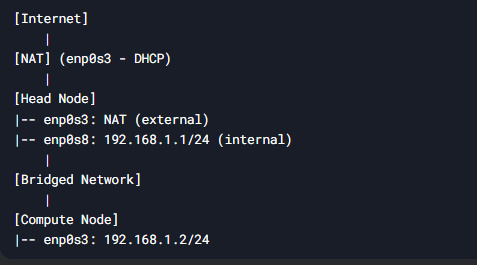 [Internet]
|
[NAT] (enp0s3 - DHCP)
|
[Head Node]
|-- enp0s3: NAT (external)
|-- enp0s8: 192.168.1.1/24 (internal)
|
[Bridged Network]
|
[Compute Node]
|-- enp0s3: 192.168.1.2/24